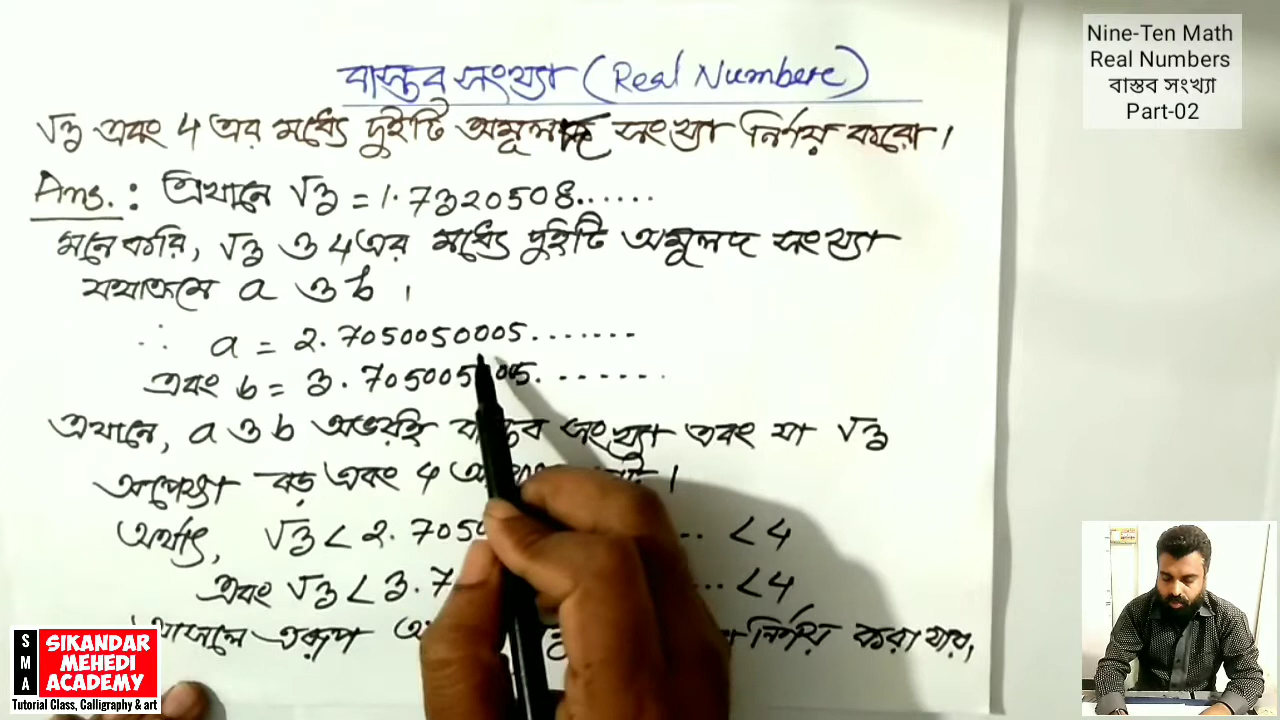 বাস্তব সংখ্যা (Real Numbers)
√3 এবং 4 এর মধ্যে দুইটি অমূলদ সংখ্যা নির্ণয় করো।
Ans.: এখানে √3 = 1.7320508......
মনেকরি, √3 ও 4 এর মধ্যে দুইটি অমূলদ সংখ্যা
যথাক্রমে a ও b ।
∴ a = 2.7050050005.......
এবং b = 3.705005 005.......
এখানে, a ও b উভয়ই বাস্তব সংখ্যা এবং যা √3
অপেক্ষা বড় এবং 4
অর্থাৎ, √3 < 2.705 .. < 4
এবং √3 < 3.7 ... < 4
এরূপ নির্ণয় করা যায়,
Nine-Ten Math
Real Numbers
বাস্তব সংখ্যা
Part-02
SMA
SIKANDAR
MEHEDI
ACADEMY
Tutorial Class, Calligraphy & art